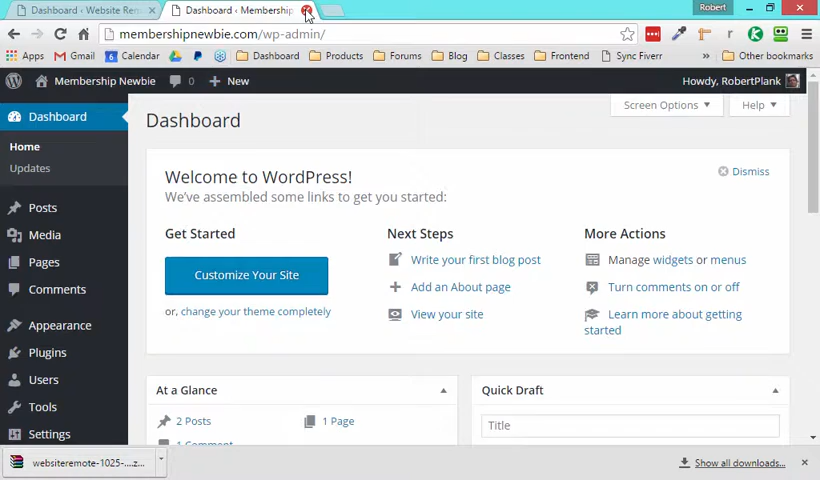 Dashboard ‹ Website Rem
Dashboard ‹ Membership
Robert
membershipnewbie.com/wp-admin/
Apps Gmail Calendar Dashboard Products Forums Blog Classes Frontend Sync Fiverr » Other bookmarks
Membership Newbie 0 New Howdy, RobertPlank
Screen Options Help
Dashboard
Home
Updates
Posts
Media
Pages
Comments
Appearance
Plugins
Users
Tools
Settings
Dashboard
Welcome to WordPress!
Dismiss
We've assembled some links to get you started:
Get Started
Customize Your Site
or, change your theme completely
Next Steps
Write your first blog post
Add an About page
View your site
More Actions
Manage widgets or menus
Turn comments on or off
Learn more about getting
started
At a Glance
2 Posts 1 Page
1 Comment
Quick Draft
Title
websiteremote-1025-....z...
Show all downloads...